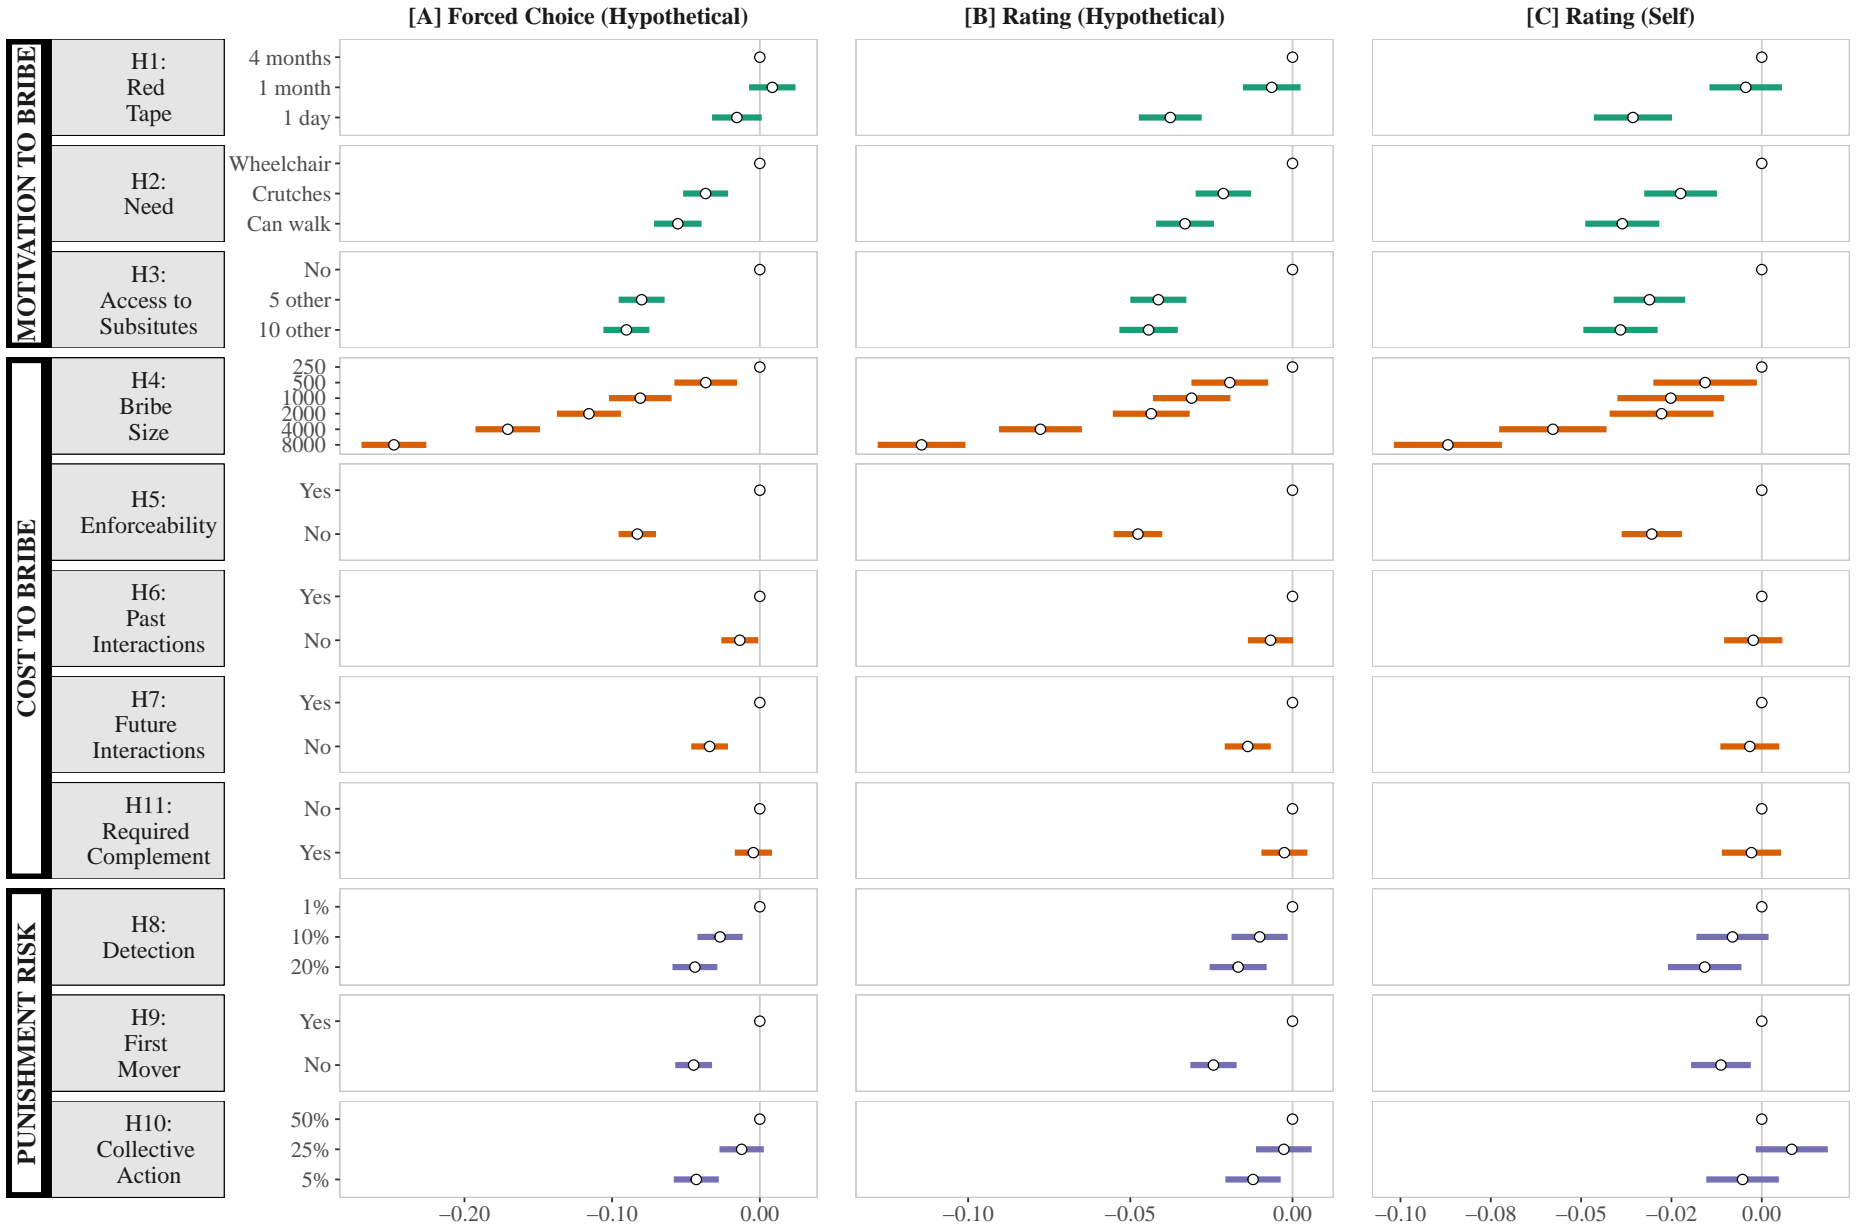 [A] Forced Choice (Hypothetical)
[B] Rating (Hypothetical)
[C] Rating (Self)
MOTIVATION TO BRIBE
H1:
Red
Tape
4 months
1 month
1 day
H2:
Need
Wheelchair
Crutches
Can walk
H3:
Access to
Subsitutes
No
5 other
10 other
COST TO BRIBE
H4:
Bribe
Size
250
500
1000
2000
4000
8000
H5:
Enforceability
Yes
No
H6:
Past
Interactions
Yes
No
H7:
Future
Interactions
Yes
No
H11:
Required
Complement
No
Yes
PUNISHMENT RISK
H8:
Detection
1%
10%
20%
H9:
First
Mover
Yes
No
H10:
Collective
Action
50%
25%
5%
−0.20 −0.10 0.00
−0.10 −0.05 0.00
−0.10 −0.08 −0.05 −0.02 0.00